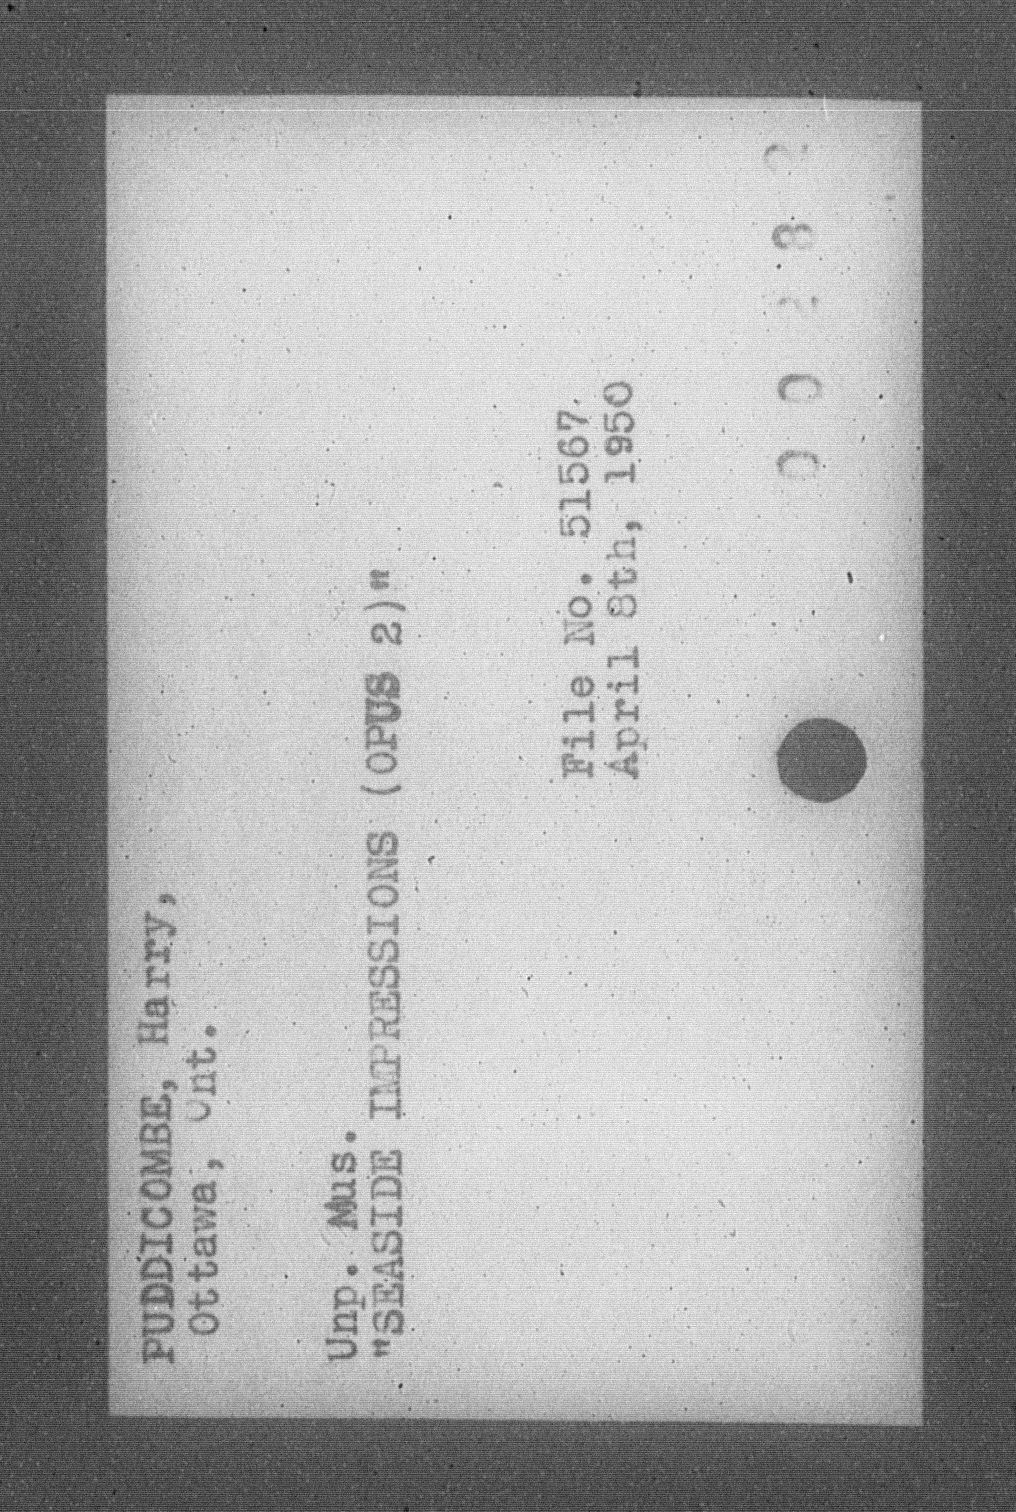 PUDDICOMBE, Harry,
Ottawa, Ont.
Unp. Mus.
"SEASIDE IMPRESSIONS (OPUS 2)"
File No. 51567
April 8th, 1950